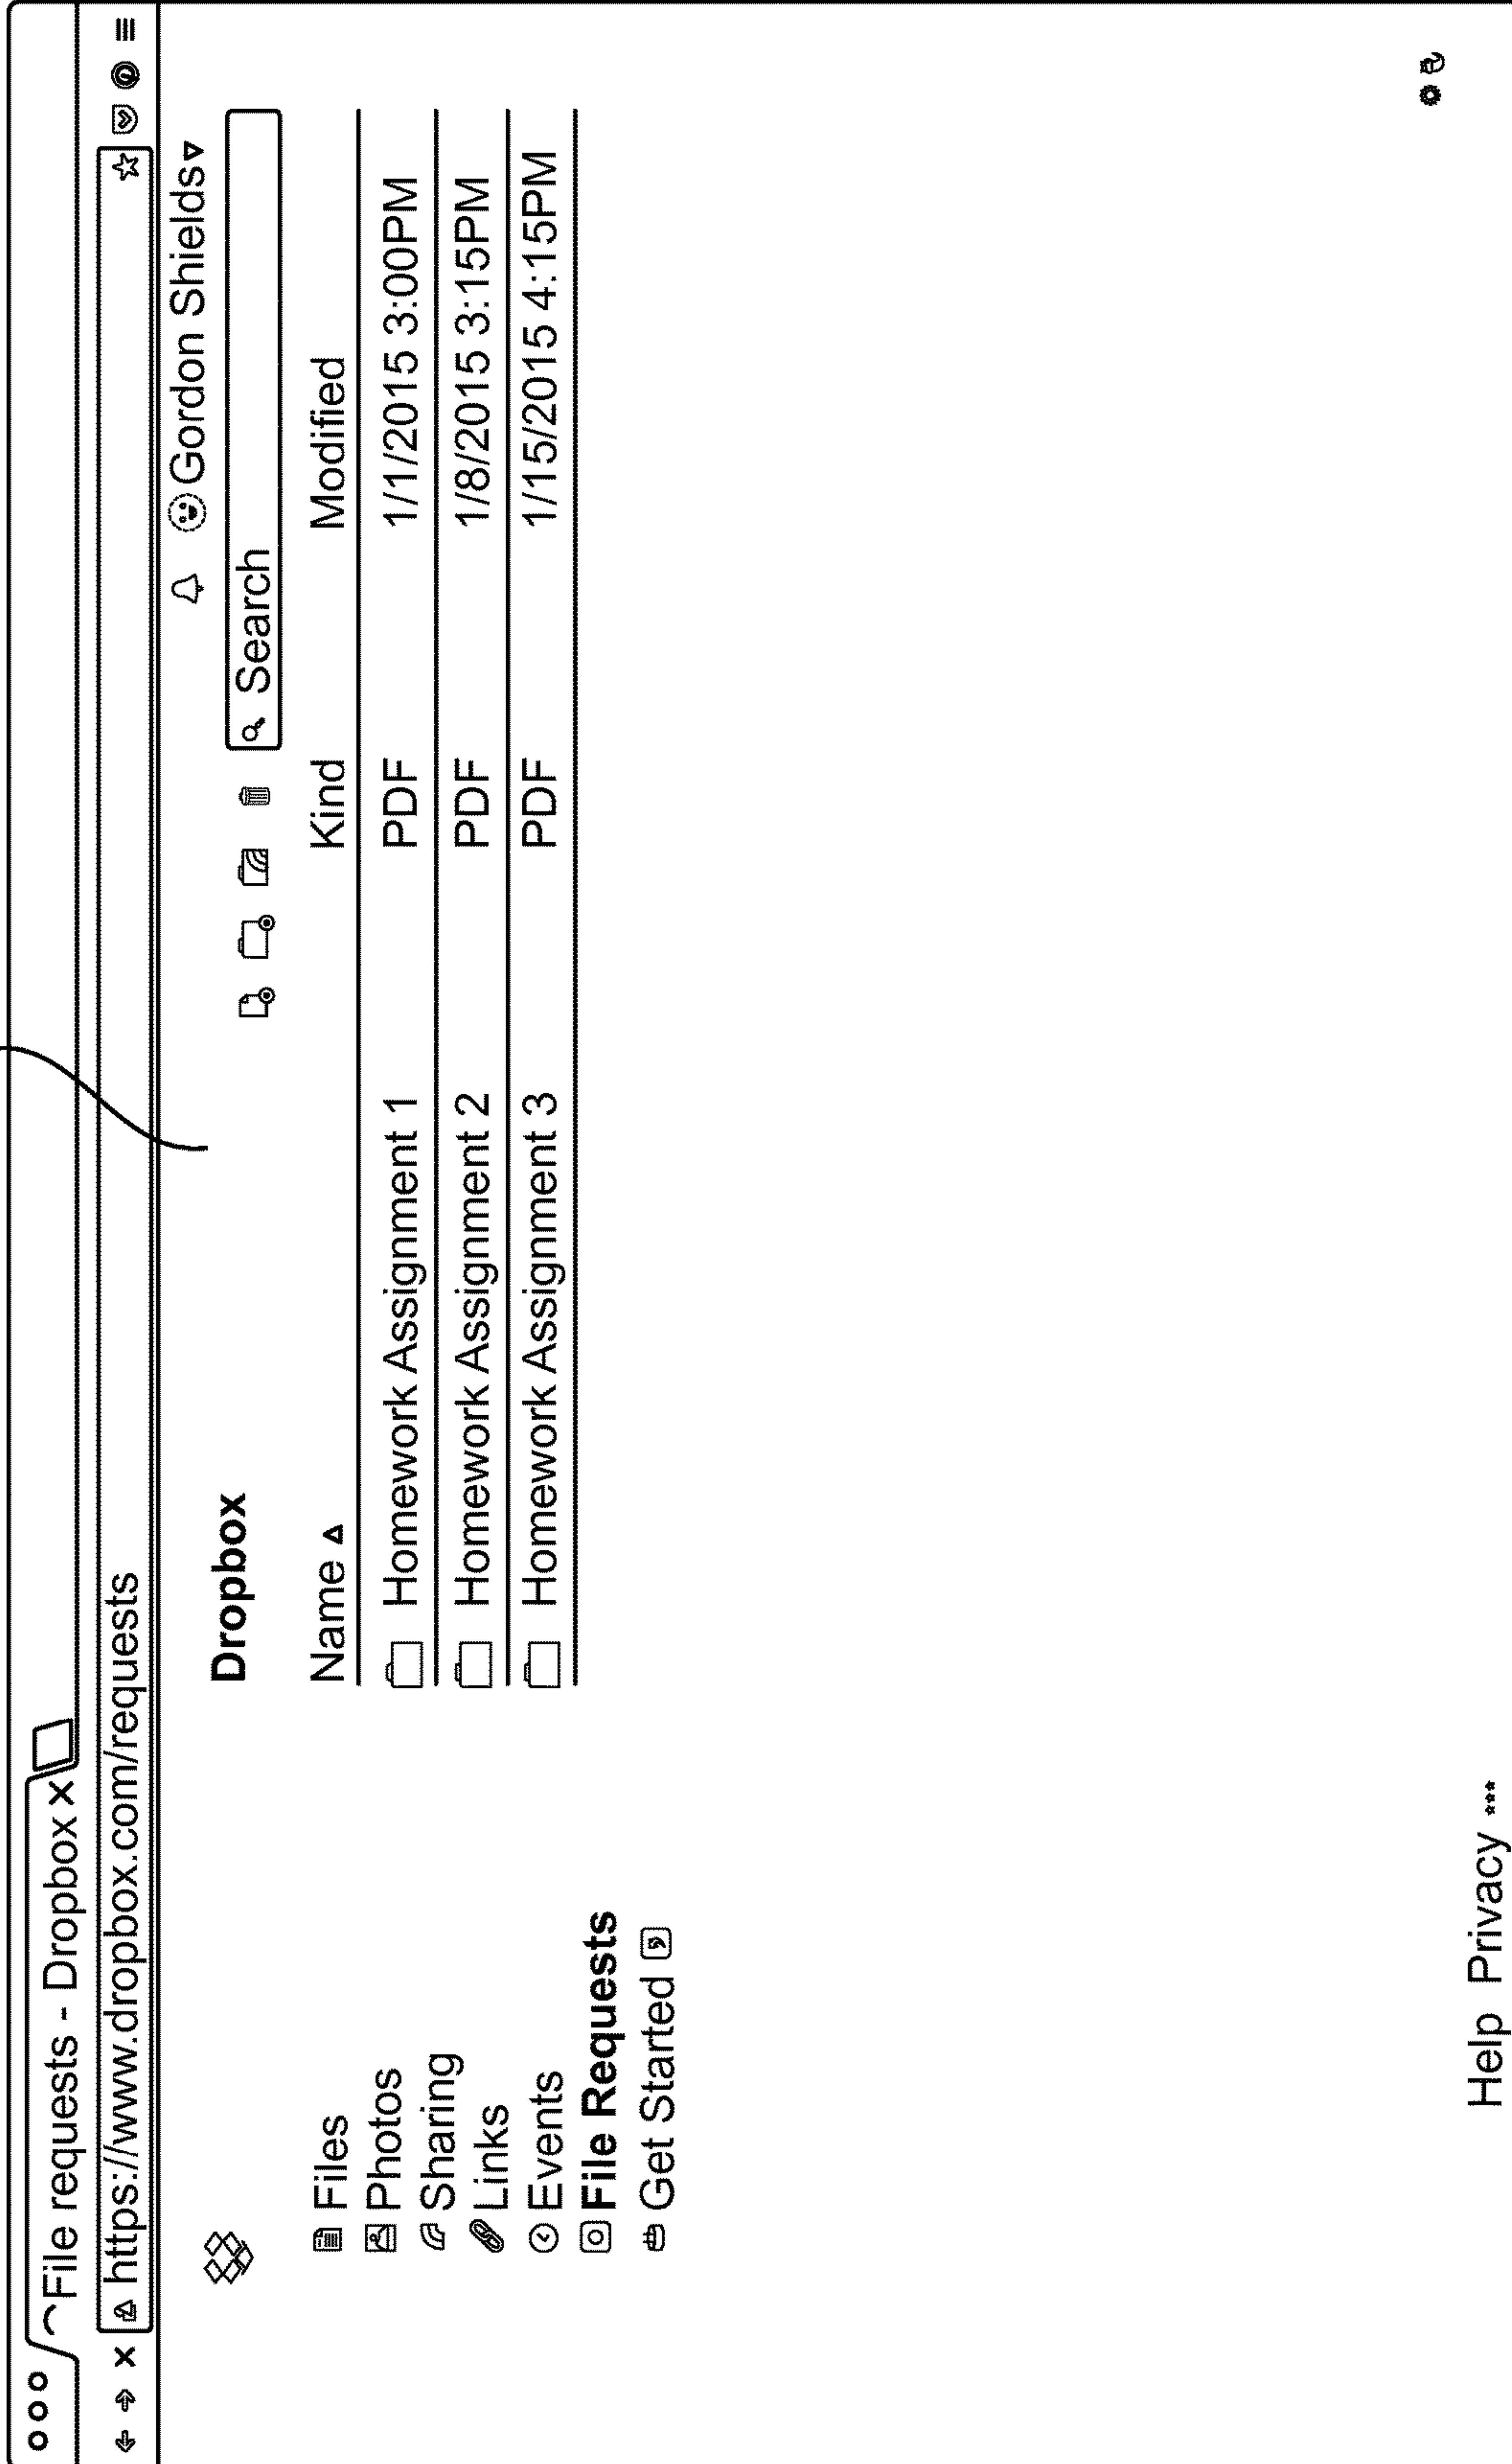 File requests - Dropbox
https://www.dropbox.com/requests
Gordon Shields
Dropbox
Search
Name Kind Modified
Homework Assignment 1 PDF 1/1/2015 3:00PM
Homework Assignment 2 PDF 1/8/2015 3:15PM
Homework Assignment 3 PDF 1/15/2015 4:15PM
Files
Photos
Sharing
Links
Events
File Requests
Get Started
Help Privacy